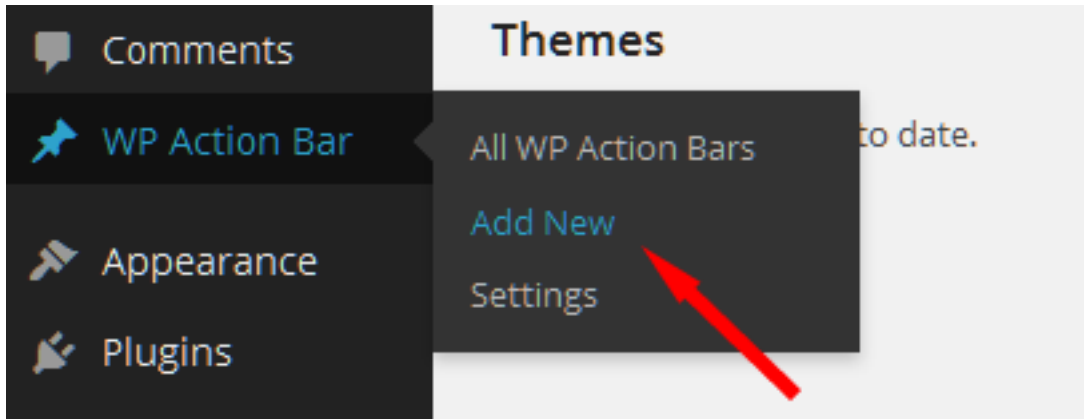 Comments
WP Action Bar
Appearance
Plugins
Themes
to date.
All WP Action Bars
Add New
Settings